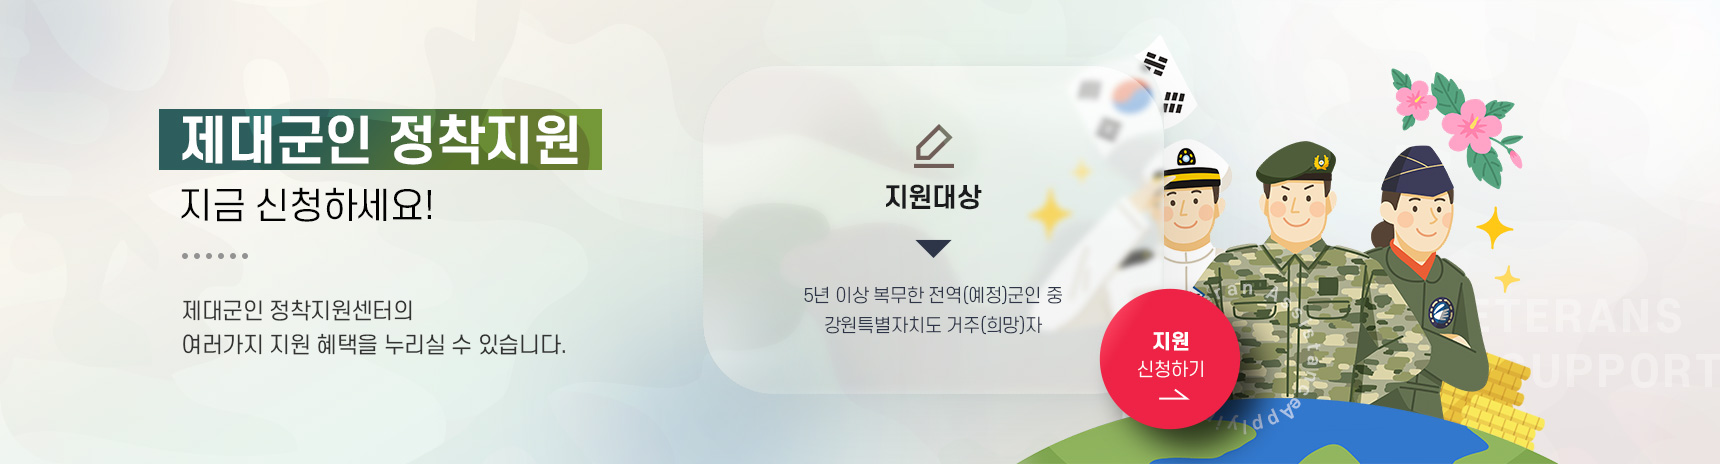 제대군인 정착지원
지금 신청하세요!
제대군인 정착지원센터의
여러가지 지원 혜택을 누리실 수 있습니다.
지원대상
5년 이상 복무한 전역(예정)군인 중
강원특별자치도 거주(희망)자
지원
신청하기
ETERANS
UPPORT